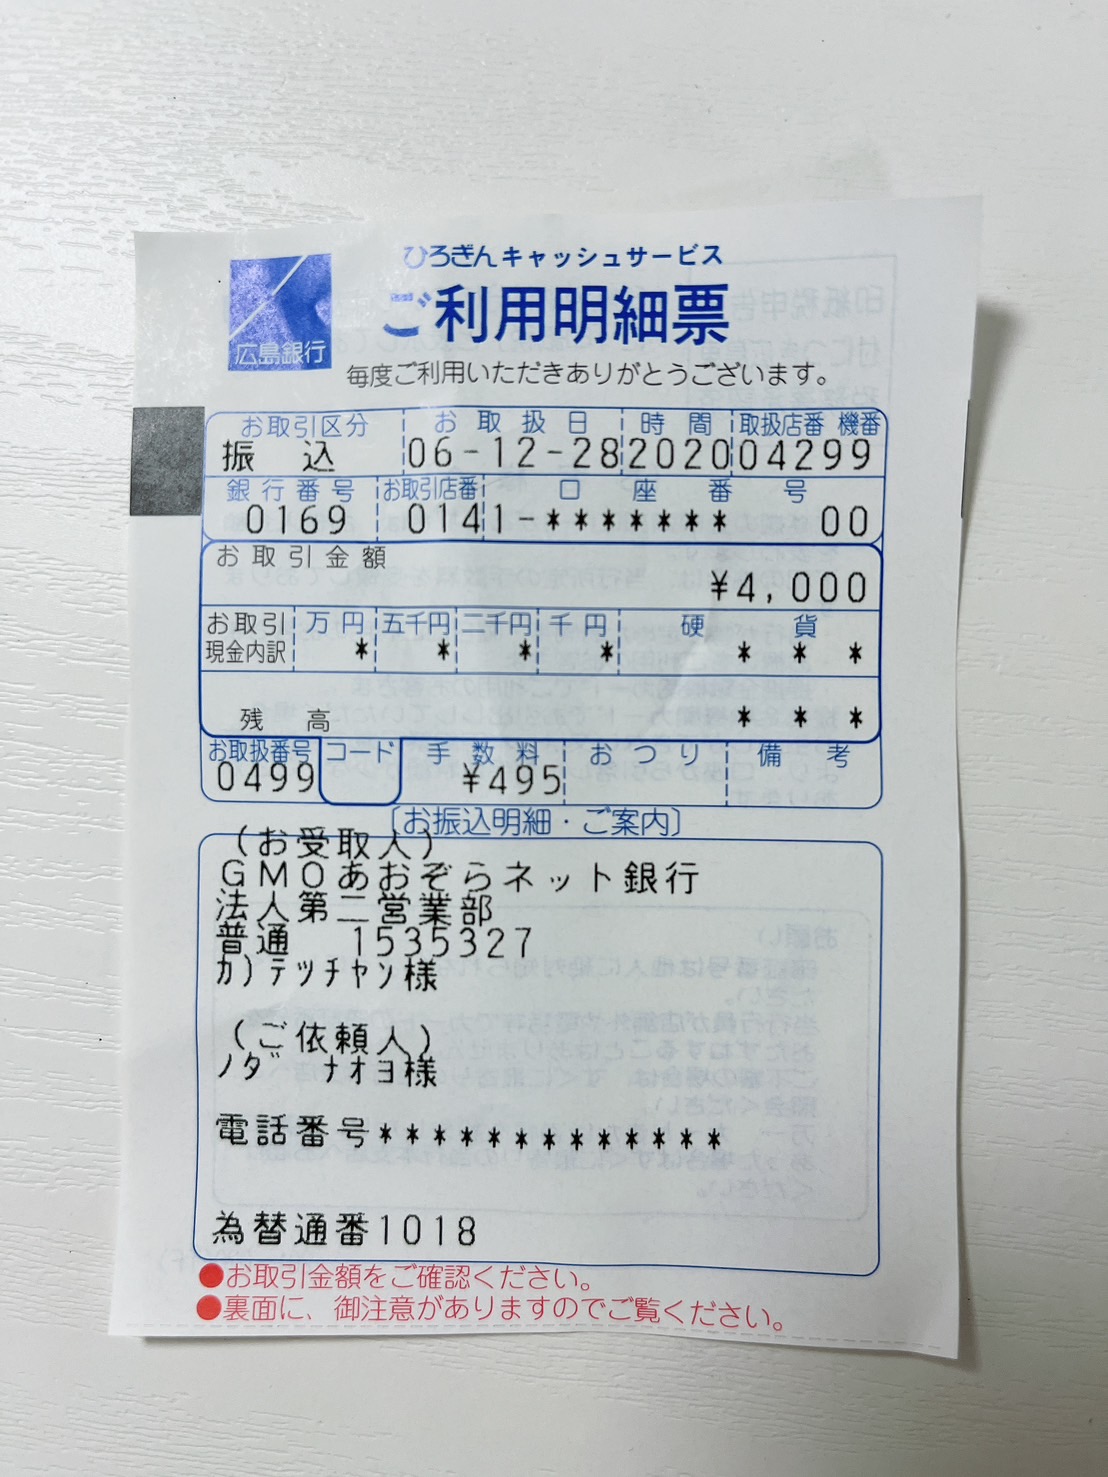 ひろぎんキャッシュサービス
ご利用明細票
広島銀行
毎度ご利用いただきありがとうございます。
お取引区分 お取扱日 時間 取扱店番 機番
振込 06-12-28 2020 04299
銀行番号 お取引店番 口座番号
0169 0141-******* 00
お取引金額
¥4,000
お取引 万円 五千円 二千円 千円 硬貨
現金内訳 * * * * * * *
残高 * * *
お取扱番号 コード 手数料 おつり 備考
0499 ¥495
〔お振込明細・ご案内〕
(お受取人)
GMOあおぞらネット銀行
法人第二営業部
普通 1535327
カ)テッチャン様
(ご依頼人)
ノダ ナオヨ様
電話番号*************
為替通番1018
●お取引金額をご確認ください。
●裏面に、御注意がありますのでご覧ください。